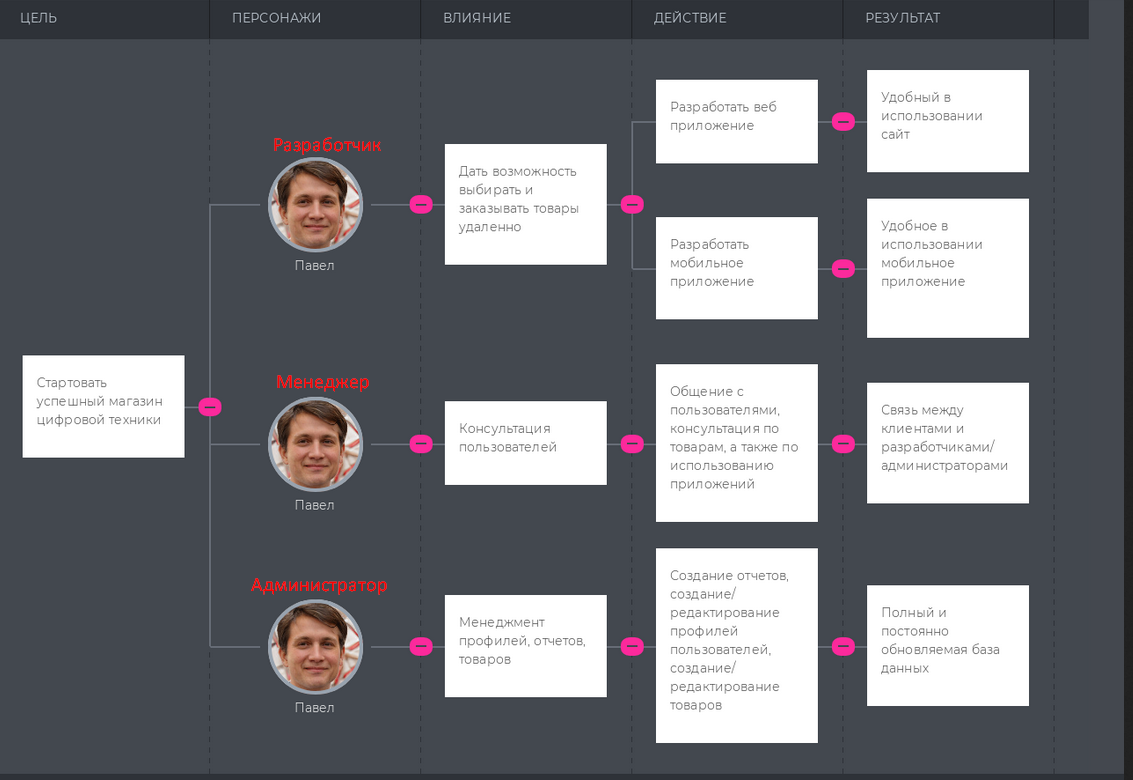 ЦЕЛЬ
ПЕРСОНАЖИ
ВЛИЯНИЕ
ДЕЙСТВИЕ
РЕЗУЛЬТАТ
Стартовать
успешный магазин
цифровой техники
Разработчик
Павел
Дать возможность
выбирать и
заказывать товары
удаленно
Разработать веб
приложение
Удобный в
использовании
сайт
Разработать
мобильное
приложение
Удобное в
использовании
мобильное
приложение
Менеджер
Павел
Консультация
пользователей
Общение с
пользователями,
консультация по
товарам, а также по
использованию
приложений
Связь между
клиентами и
разработчиками/
администраторами
Администратор
Павел
Менеджмент
профилей, отчетов,
товаров
Создание отчетов,
создание/
редактирование
профилей
пользователей,
создание/
редактирование
товаров
Полный и
постоянно
обновляемая база
данных